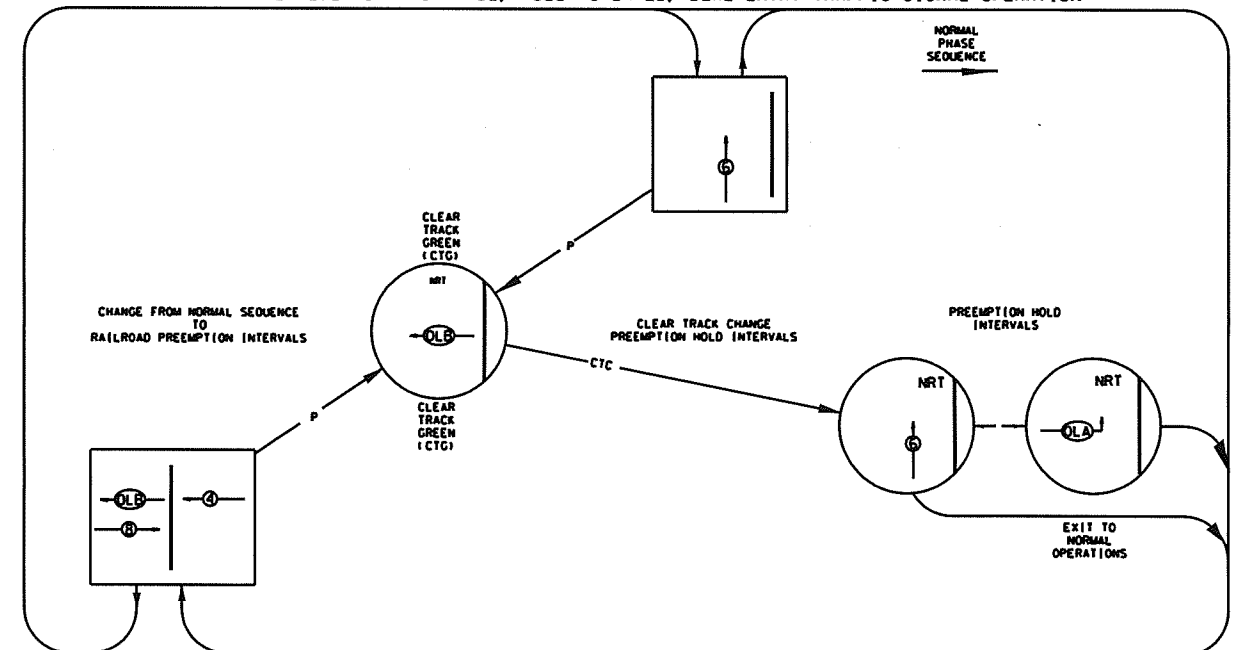 NORMAL
PHASE
SEQUENCE
6
P
CLEAR
TRACK
GREEN
(CTG)
NRT
OLB
CHANGE FROM NORMAL SEQUENCE
TO
RAILROAD PREEMPTION INTERVALS
CLEAR TRACK CHANGE
PREEMPTION HOLD INTERVALS
PREEMPTION HOLD
INTERVALS
CTC
NRT
6
NRT
OLA
CLEAR
TRACK
GREEN
(CTG)
P
OLB
4
8
EXIT TO
NORMAL
OPERATIONS